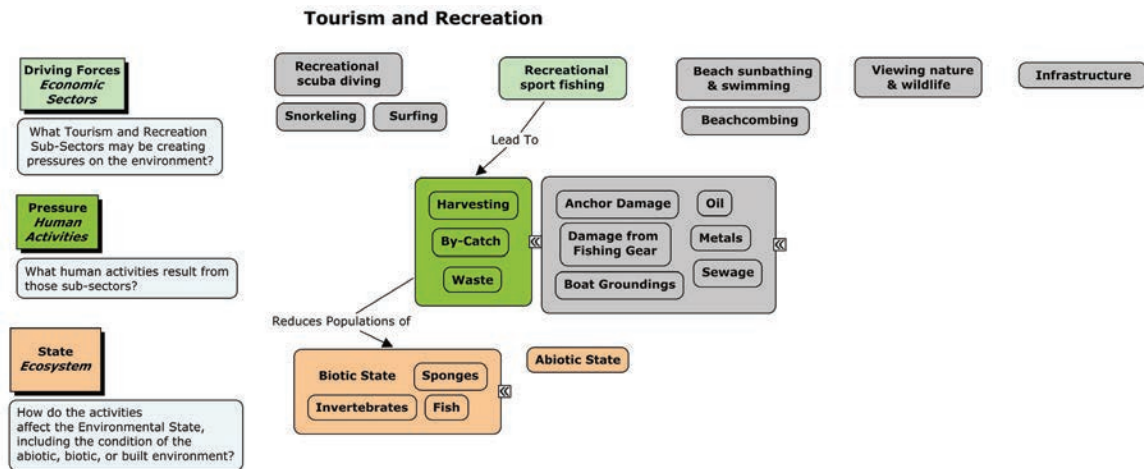 Tourism and Recreation
Driving Forces
Economic
Sectors
What Tourism and Recreation
Sub-Sectors may be creating
pressures on the environment?
Recreational
scuba diving
Snorkeling
Surfing
Recreational
sport fishing
Beach sunbathing
& swimming
Beachcombing
Viewing nature
& wildlife
Infrastructure
Lead To
Pressure
Human
Activities
What human activities result from
those sub-sectors?
Harvesting
By-Catch
Waste
Anchor Damage
Damage from
Fishing Gear
Boat Groundings
Oil
Metals
Sewage
Reduces Populations of
State
Ecosystem
How do the activities
affect the Environmental State,
including the condition of the
abiotic, biotic, or built environment?
Biotic State
Sponges
Invertebrates
Fish
Abiotic State